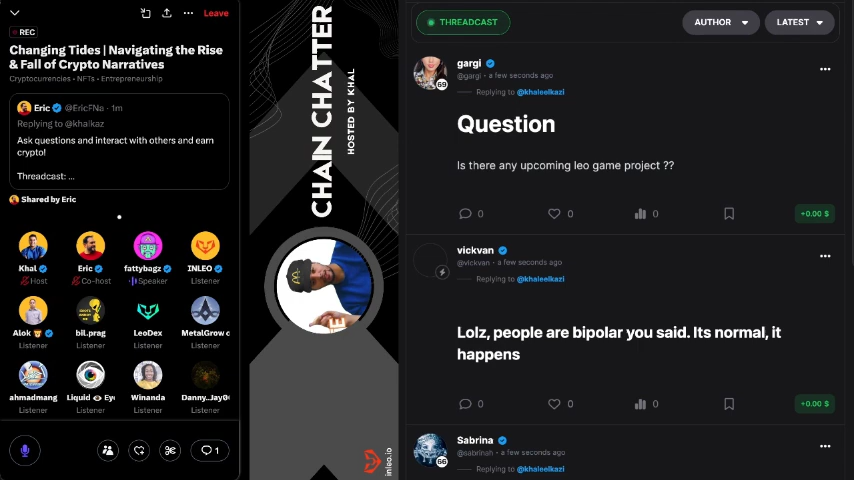 Leave
REC
Changing Tides | Navigating the Rise
& Fall of Crypto Narratives
Cryptocurrencies • NFTs • Entrepreneurship
Eric @EricFNa · 1m
Replying to @khalkaz
Ask questions and interact with others and earn
crypto!
Threadcast: ...
Shared by Eric
Khal Eric fattybagz INLEO
Host Co-host Speaker Listener
Alok bil.prag LeoDex MetalGrow
Listener Listener Listener Listener
ahmadmang Liquid Winanda Danny..Jay
Listener Listener Listener Listener
1
CHAIN CHATTER
HOSTED BY KHAL
inleo.io
THREADCAST
AUTHOR
LATEST
gargi
@gargi · a few seconds ago
69
Replying to @khaleelkazi
Question
Is there any upcoming leo game project ??
0 0 0 +0.00 $
vickvan
@vickvan · a few seconds ago
Replying to @khaleelkazi
Lolz, people are bipolar you said. Its normal, it
happens
0 0 0 +0.00 $
Sabrina
@sabrinah · a few seconds ago
66
Replying to @khaleelkazi